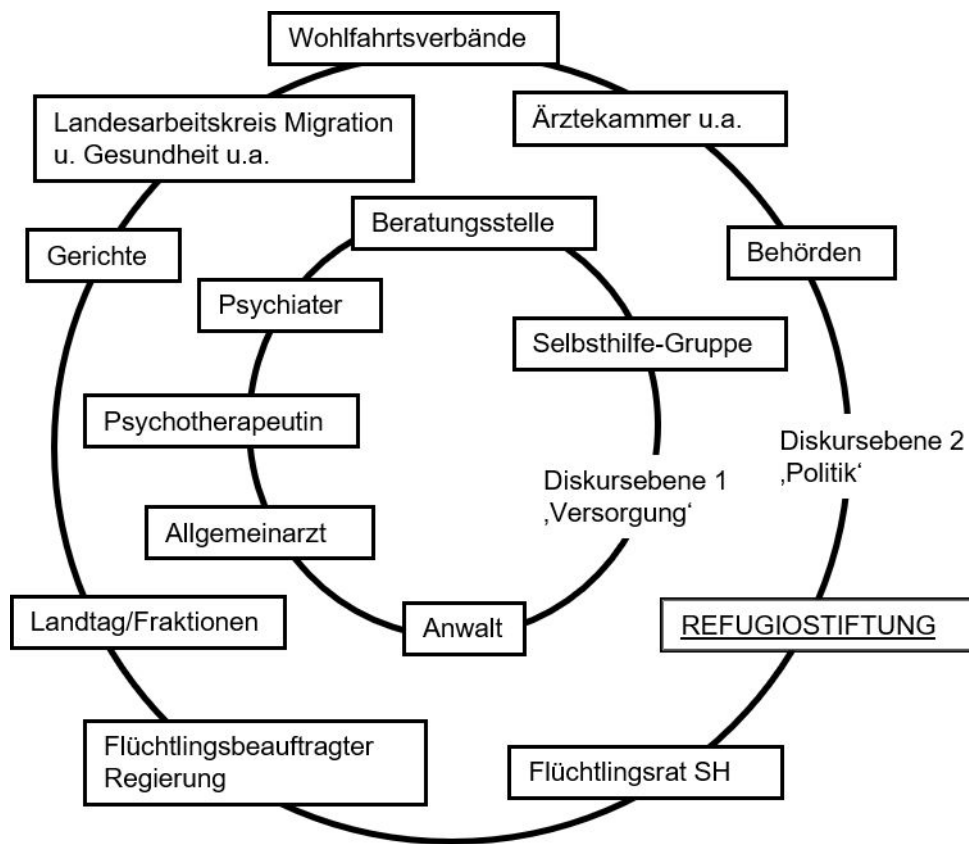 Wohlfahrtsverbände
Landesarbeitskreis Migration
u. Gesundheit u.a.
Ärztekammer u.a.
Beratungsstelle
Gerichte
Behörden
Psychiater
Selbsthilfe-Gruppe
Psychotherapeutin
Diskursebene 2
‚Politik‘
Diskursebene 1
‚Versorgung‘
Allgemeinarzt
Landtag/Fraktionen
Anwalt
REFUGIOSTIFTUNG
Flüchtlingsbeauftragter
Regierung
Flüchtlingsrat SH